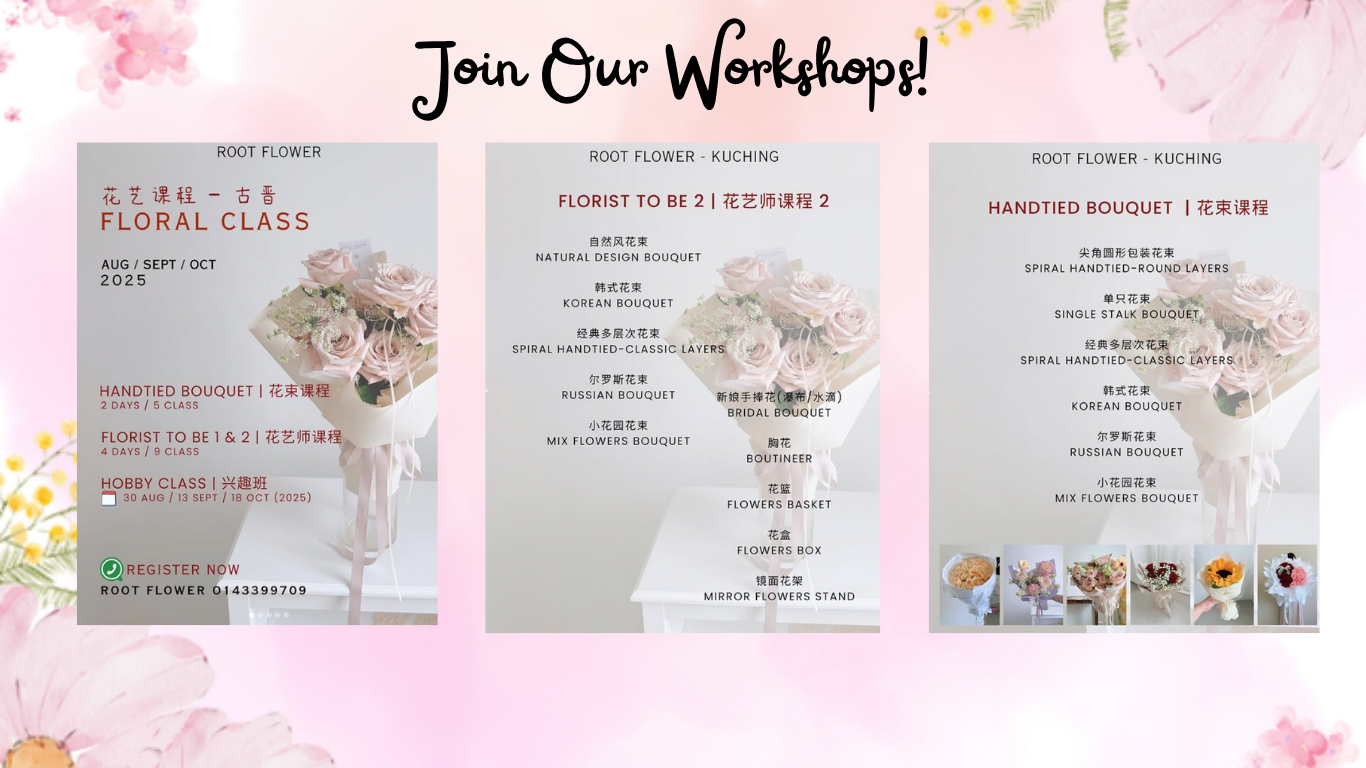 Join Our Workshops!
ROOT FLOWER
花艺课程 - 古晋
FLORAL CLASS
AUG / SEPT / OCT
2025
HANDTIED BOUQUET | 花束课程
2 DAYS / 5 CLASS
FLORIST TO BE 1 & 2 | 花艺师课程
4 DAYS / 9 CLASS
HOBBY CLASS | 兴趣班
30 AUG / 13 SEPT / 18 OCT (2025)
REGISTER NOW
ROOT FLOWER 0143399709
ROOT FLOWER - KUCHING
FLORIST TO BE 2 | 花艺师课程 2
自然风花束
NATURAL DESIGN BOUQUET
韩式花束
KOREAN BOUQUET
经典多层次花束
SPIRAL HANDTIED-CLASSIC LAYERS
尔罗斯花束
RUSSIAN BOUQUET
小花园花束
MIX FLOWERS BOUQUET
新娘手捧花(瀑布/水滴)
BRIDAL BOUQUET
胸花
BOUTINEER
花篮
FLOWERS BASKET
花盒
FLOWERS BOX
镜面花架
MIRROR FLOWERS STAND
ROOT FLOWER - KUCHING
HANDTIED BOUQUET | 花束课程
尖角圆形包装花束
SPIRAL HANDTIED-ROUND LAYERS
单只花束
SINGLE STALK BOUQUET
经典多层次花束
SPIRAL HANDTIED-CLASSIC LAYERS
韩式花束
KOREAN BOUQUET
尔罗斯花束
RUSSIAN BOUQUET
小花园花束
MIX FLOWERS BOUQUET